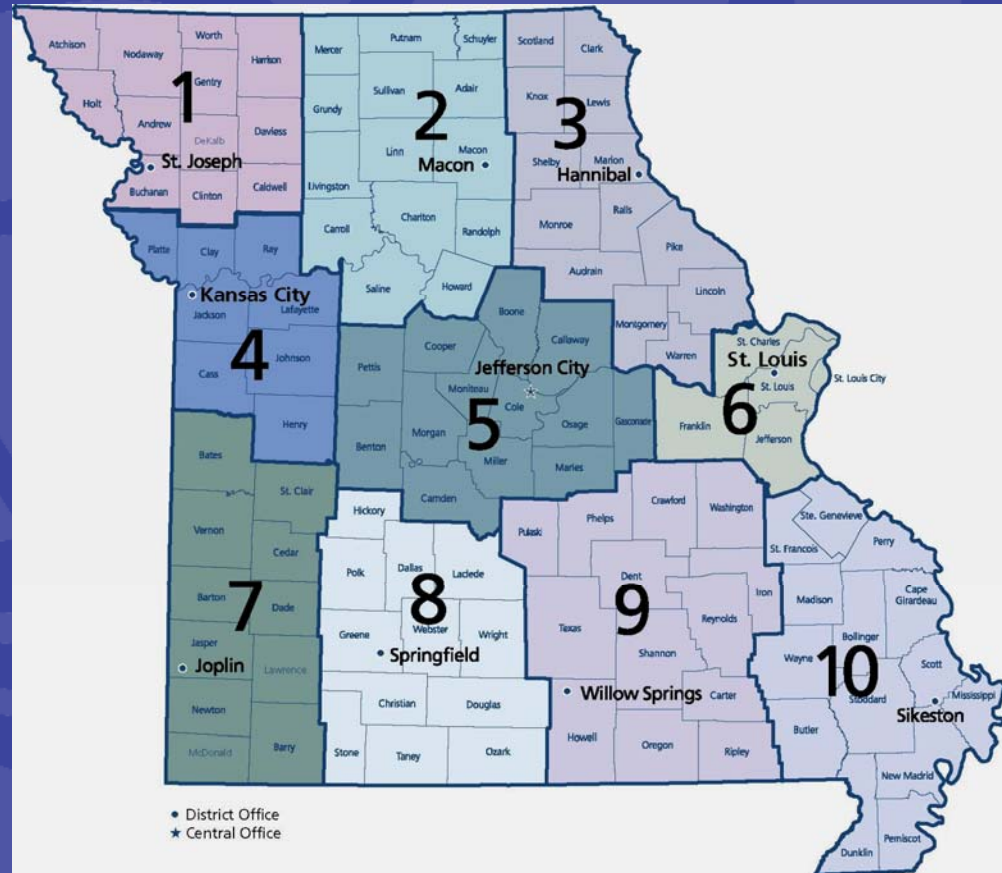 Atchison
Nodaway
Worth
Harrison
Gentry
Holt
1
Andrew
DeKalb
Daviess
St. Joseph
Buchanan
Clinton
Caldwell
Mercer
Putnam
Schuyler
Sullivan
Adair
Grundy
2
Linn
Macon
Macon
Livingston
Chariton
Carroll
Randolph
Saline
Howard
Scotland
Clark
Knox
Lewis
3
Shelby
Marion
Hannibal
Monroe
Ralls
Pike
Audrain
Lincoln
Montgomery
Warren
Platte
Clay
Ray
Kansas City
Jackson
Lafayette
4
Johnson
Cass
Henry
Boone
Cooper
Callaway
Pettis
Jefferson City
Moniteau
Cole
5
Morgan
Osage
Gasconade
Benton
Miller
Maries
Camden
St. Charles
St. Louis
St. Louis
St. Louis City
6
Franklin
Jefferson
Bates
St. Clair
Vernon
Cedar
7
Barton
Dade
Jasper
Joplin
Lawrence
Newton
McDonald
Barry
Hickory
Polk
Dallas
Laclede
8
Greene
Webster
Wright
Springfield
Christian
Douglas
Stone
Taney
Ozark
Pulaski
Phelps
Crawford
Washington
Dent
Iron
9
Texas
Reynolds
Shannon
Willow Springs
Carter
Howell
Oregon
Ripley
Ste. Genevieve
St. Francois
Perry
Madison
Cape
Girardeau
Bollinger
Wayne
10
Scott
Stoddard
Mississippi
Sikeston
Butler
New Madrid
Pemiscot
Dunklin
District Office
Central Office